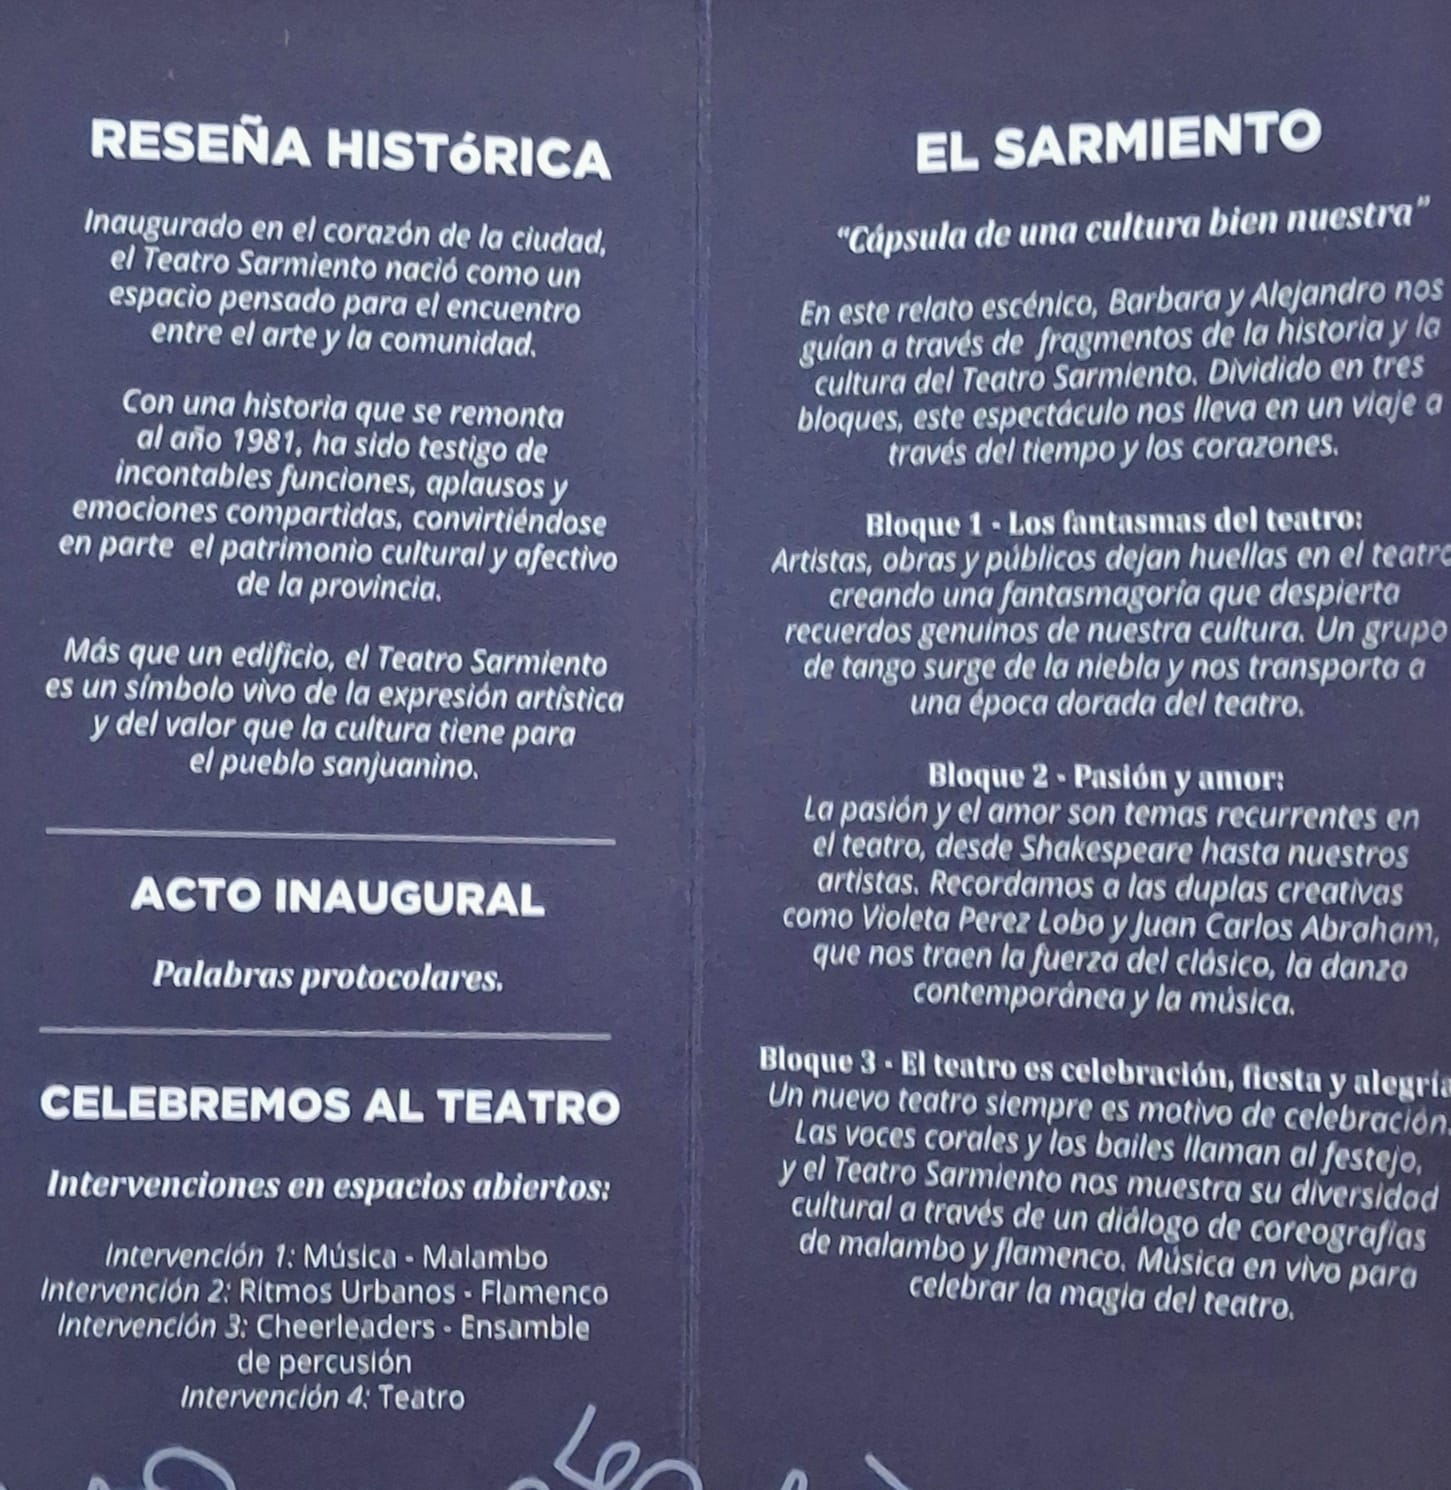 RESEÑA HISTóRICA
Inaugurado en el corazón de la ciudad,
el Teatro Sarmiento nació como un
espacio pensado para el encuentro
entre el arte y la comunidad.
Con una historia que se remonta
al año 1981, ha sido testigo de
incontables funciones, aplausos y
emociones compartidas, convirtiéndose
en parte el patrimonio cultural y afectivo
de la provincia.
Más que un edificio, el Teatro Sarmiento
es un símbolo vivo de la expresión artística
y del valor que la cultura tiene para
el pueblo sanjuanino.
ACTO INAUGURAL
Palabras protocolares.
CELEBREMOS AL TEATRO
Intervenciones en espacios abiertos:
Intervención 1: Música - Malambo
Intervención 2: Ritmos Urbanos - Flamenco
Intervención 3: Cheerleaders - Ensamble
de percusión
Intervención 4: Teatro
EL SARMIENTO
“Cápsula de una cultura bien nuestra”
En este relato escénico, Barbara y Alejandro nos
guían a través de fragmentos de la historia y la
cultura del Teatro Sarmiento. Dividido en tres
bloques, este espectáculo nos lleva en un viaje a
través del tiempo y los corazones.
Bloque 1 - Los fantasmas del teatro:
Artistas, obras y públicos dejan huellas en el teatro
creando una fantasmagoría que despierta
recuerdos genuinos de nuestra cultura. Un grupo
de tango surge de la niebla y nos transporta a
una época dorada del teatro.
Bloque 2 - Pasión y amor:
La pasión y el amor son temas recurrentes en
el teatro, desde Shakespeare hasta nuestros
artistas. Recordamos a las duplas creativas
como Violeta Perez Lobo y Juan Carlos Abraham,
que nos traen la fuerza del clásico, la danza
contemporánea y la música.
Bloque 3 - El teatro es celebración, fiesta y alegría
Un nuevo teatro siempre es motivo de celebración.
Las voces corales y los bailes llaman al festejo,
y el Teatro Sarmiento nos muestra su diversidad
cultural a través de un diálogo de coreografías
de malambo y flamenco. Música en vivo para
celebrar la magia del teatro.